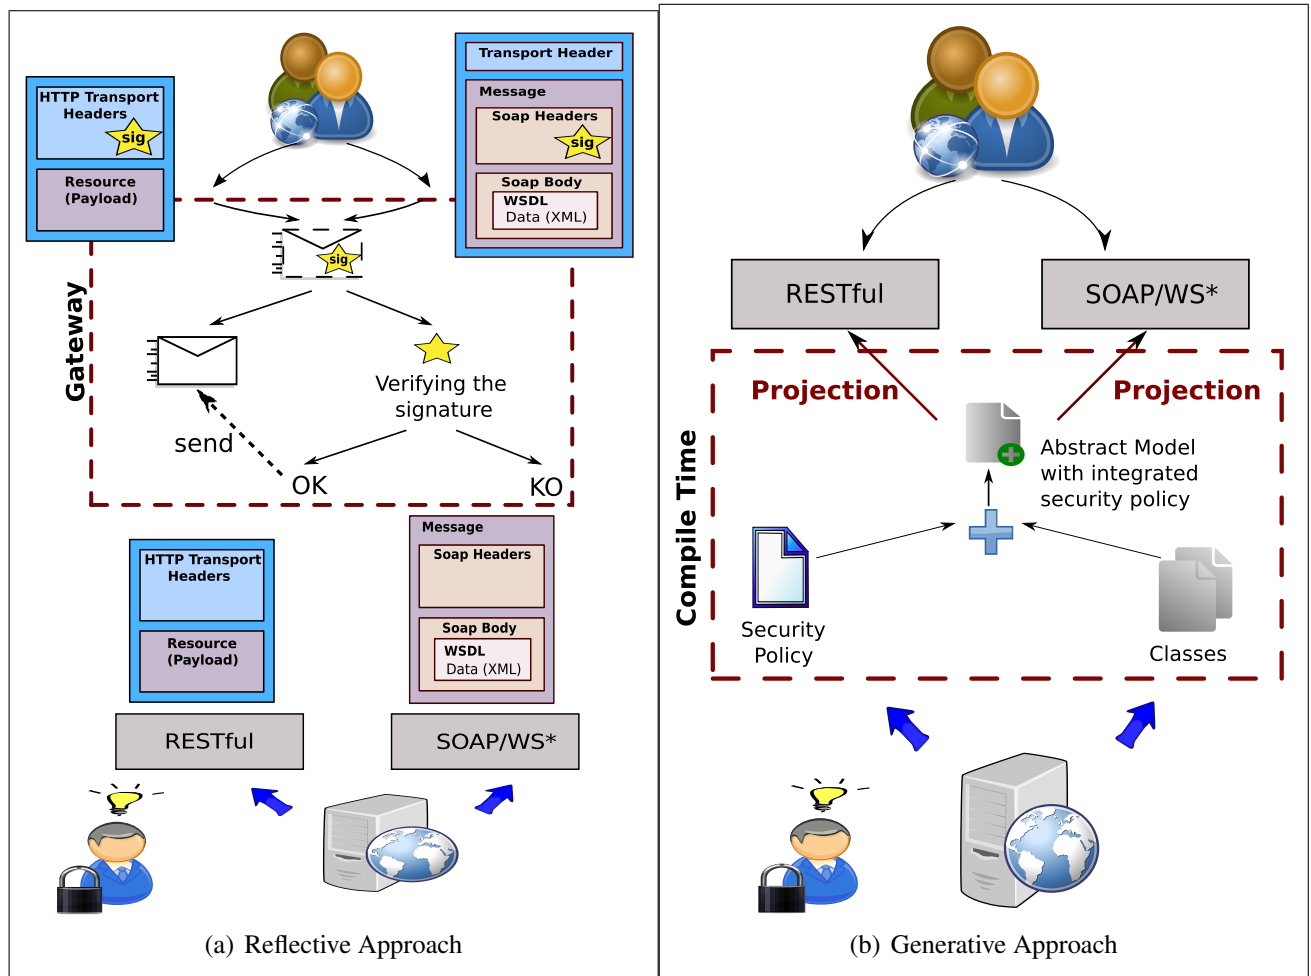 HTTP Transport
Headers
sig
Resource
(Payload)
Transport Header
Message
Soap Headers
sig
Soap Body
WSDL
Data (XML)
sig
Gateway
Verifying the
signature
send
OK
KO
HTTP Transport
Headers
Resource
(Payload)
Message
Soap Headers
Soap Body
WSDL
Data (XML)
RESTful
SOAP/WS*
(a) Reflective Approach
RESTful
SOAP/WS*
Projection
Projection
Abstract Model
with integrated
security policy
Compile Time
Security
Policy
Classes
(b) Generative Approach